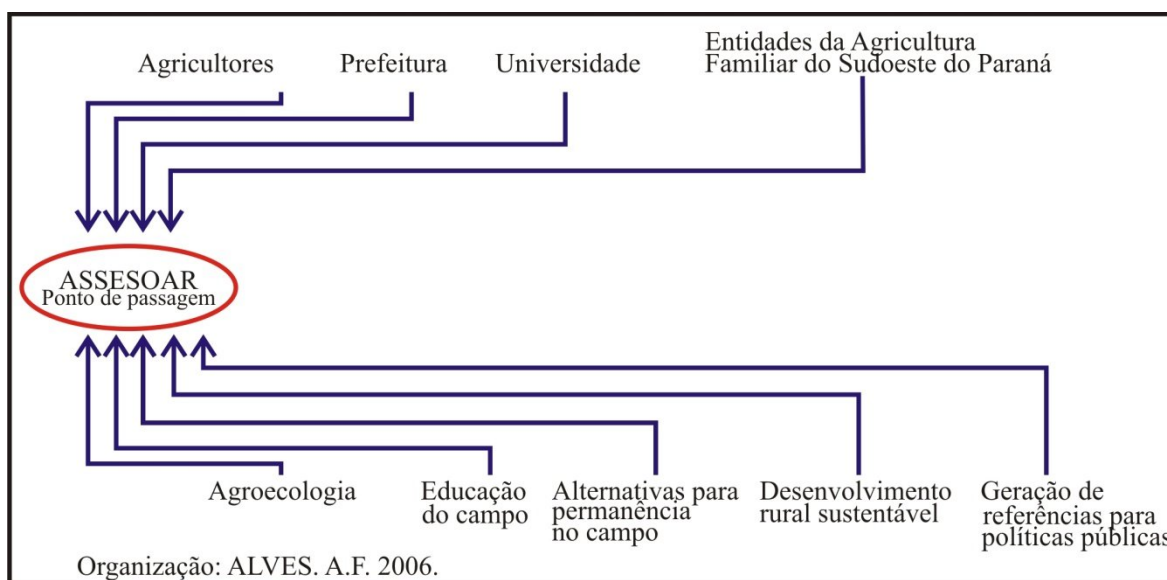 Agricultores
Prefeitura
Universidade
Entidades da Agricultura
Familiar do Sudoeste do Paraná
ASSESOAR
Ponto de passagem
Agroecologia
Educação
do campo
Alternativas para
permanência
no campo
Desenvolvimento
rural sustentável
Geração de
referências para
políticas públicas
Organização: ALVES. A.F. 2006.